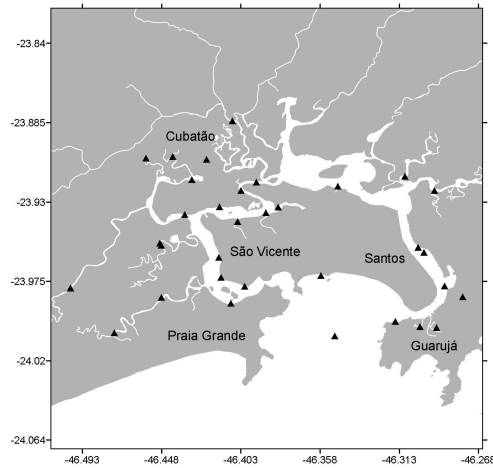 -23.84
-23.885
Cubatão
-23.93
São Vicente
Santos
-23.975
Praia Grande
Guarujá
-24.02
-24.064
-46.493 -46.448 -46.403 -46.358 -46.313 -46.268